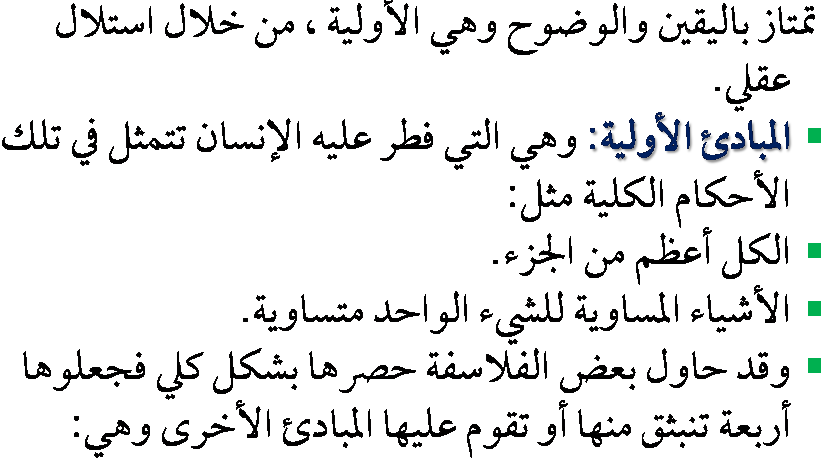 تمتاز باليقين والوضوح وهي الأولية ، من خلال استلال
عقلي.
▪ المبادئ الأولية: وهي التي فطر عليه الإنسان تتمثل في تلك
الأحكام الكلية مثل:
▪ الكل أعظم من الجزء.
▪ الأشياء المساوية للشيء الواحد متساوية.
▪ وقد حاول بعض الفلاسفة حصرها بشكل كلي فجعلوها
أربعة تنبثق منها أو تقوم عليها المبادئ الأخرى وهي: